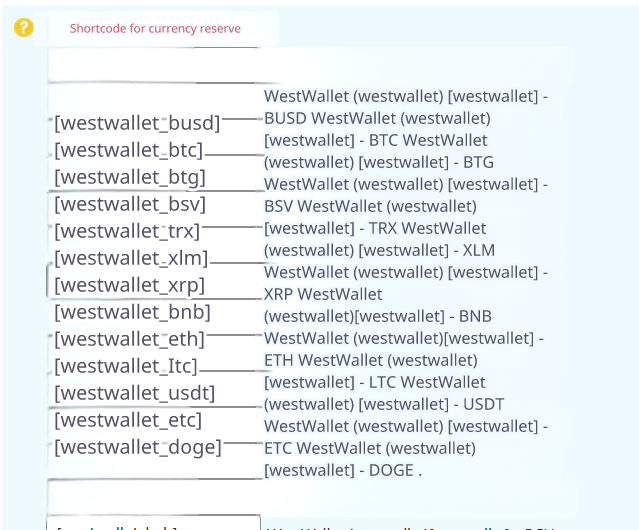 Shortcode for currency reserve
[westwallet_busd]
[westwallet_btc]
[westwallet_btg]
[westwallet_bsv]
[westwallet_trx]
[westwallet_xlm]
[westwallet_xrp]
[westwallet_bnb]
[westwallet_eth]
[westwallet_Itc]
[westwallet_usdt]
[westwallet_etc]
[westwallet_doge]
WestWallet (westwallet) [westwallet] -
BUSD WestWallet (westwallet)
[westwallet] - BTC WestWallet
(westwallet) [westwallet] - BTG
WestWallet (westwallet) [westwallet] -
BSV WestWallet (westwallet)
[westwallet] - TRX WestWallet
(westwallet) [westwallet] - XLM
WestWallet (westwallet) [westwallet] -
XRP WestWallet
(westwallet)[westwallet] - BNB
WestWallet (westwallet)[westwallet] -
ETH WestWallet (westwallet)
[westwallet] - LTC WestWallet
(westwallet) [westwallet] - USDT
WestWallet (westwallet) [westwallet] -
ETC WestWallet (westwallet)
[westwallet] - DOGE .